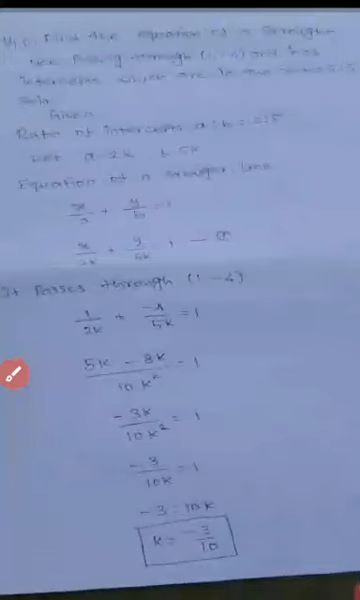 Find the equation of a straight
line passing through (1, -4) and has
intercepts which are in the ratio 2:5
Soln
Given
Ratio of intercepts a:b = 2:5
Let a 2k b 5k
Equation of a straight line
x/a + y/b = 1
x/2k + y/5k 1 — ①
It Passes through (1 -4)
1/2k + -4/5k = 1
5k - 8k / 10k² - 1
-3k/10k² = 1
-3/10k = 1
-3 = 10k
k = -3/10